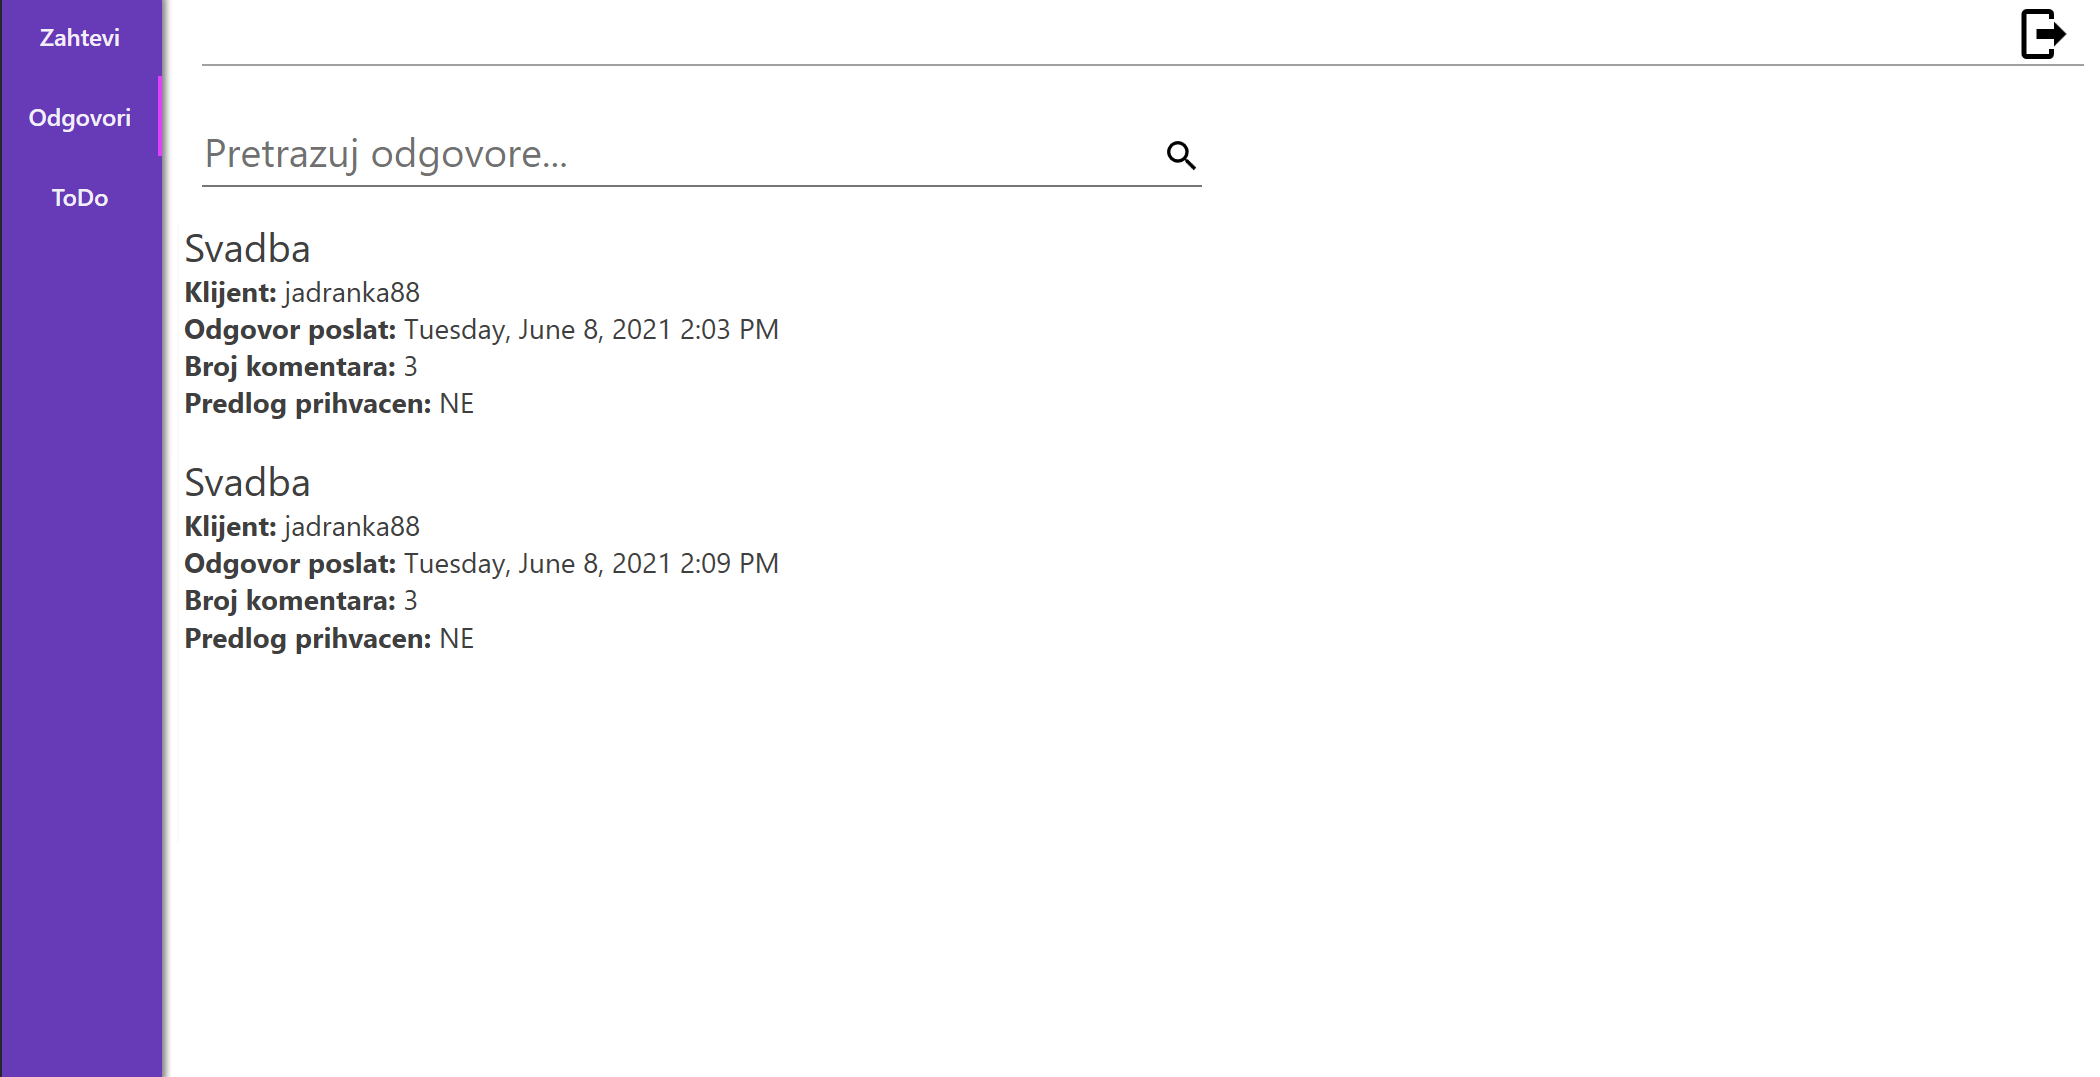 Zahtevi
Odgovori
ToDo
Pretrazuj odgovore...
Svadba
Klijent: jadranka88
Odgovor poslat: Tuesday, June 8, 2021 2:03 PM
Broj komentara: 3
Predlog prihvacen: NE
Svadba
Klijent: jadranka88
Odgovor poslat: Tuesday, June 8, 2021 2:09 PM
Broj komentara: 3
Predlog prihvacen: NE